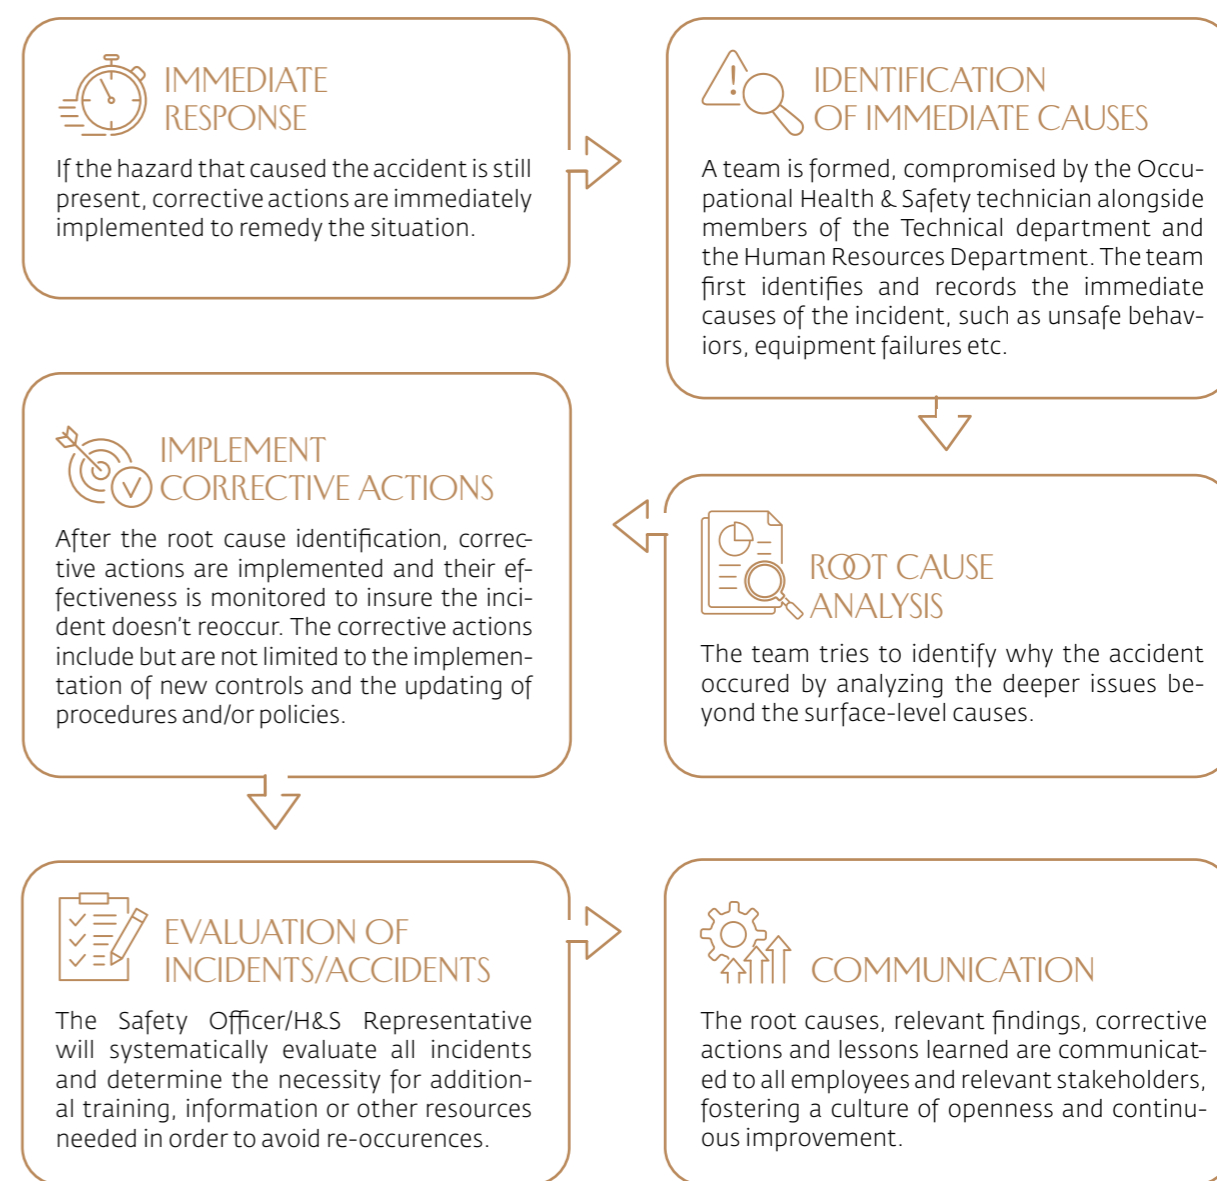 IMMEDIATE
RESPONSE
If the hazard that caused the accident is still
present, corrective actions are immediately
implemented to remedy the situation.
IDENTIFICATION
OF IMMEDIATE CAUSES
A team is formed, compromised by the Occu-
pational Health & Safety technician alongside
members of the Technical department and
the Human Resources Department. The team
first identifies and records the immediate
causes of the incident, such as unsafe behav-
iors, equipment failures etc.
ROOT CAUSE
ANALYSIS
The team tries to identify why the accident
occured by analyzing the deeper issues be-
yond the surface-level causes.
IMPLEMENT
CORRECTIVE ACTIONS
After the root cause identification, correc-
tive actions are implemented and their ef-
fectiveness is monitored to insure the inci-
dent doesn't reoccur. The corrective actions
include but are not limited to the implemen-
tation of new controls and the updating of
procedures and/or policies.
EVALUATION OF
INCIDENTS/ACCIDENTS
The Safety Officer/H&S Representative
will systematically evaluate all incidents
and determine the necessity for addition-
al training, information or other resources
needed in order to avoid re-occurences.
COMMUNICATION
The root causes, relevant findings, corrective
actions and lessons learned are communicat-
ed to all employees and relevant stakeholders,
fostering a culture of openness and continu-
ous improvement.